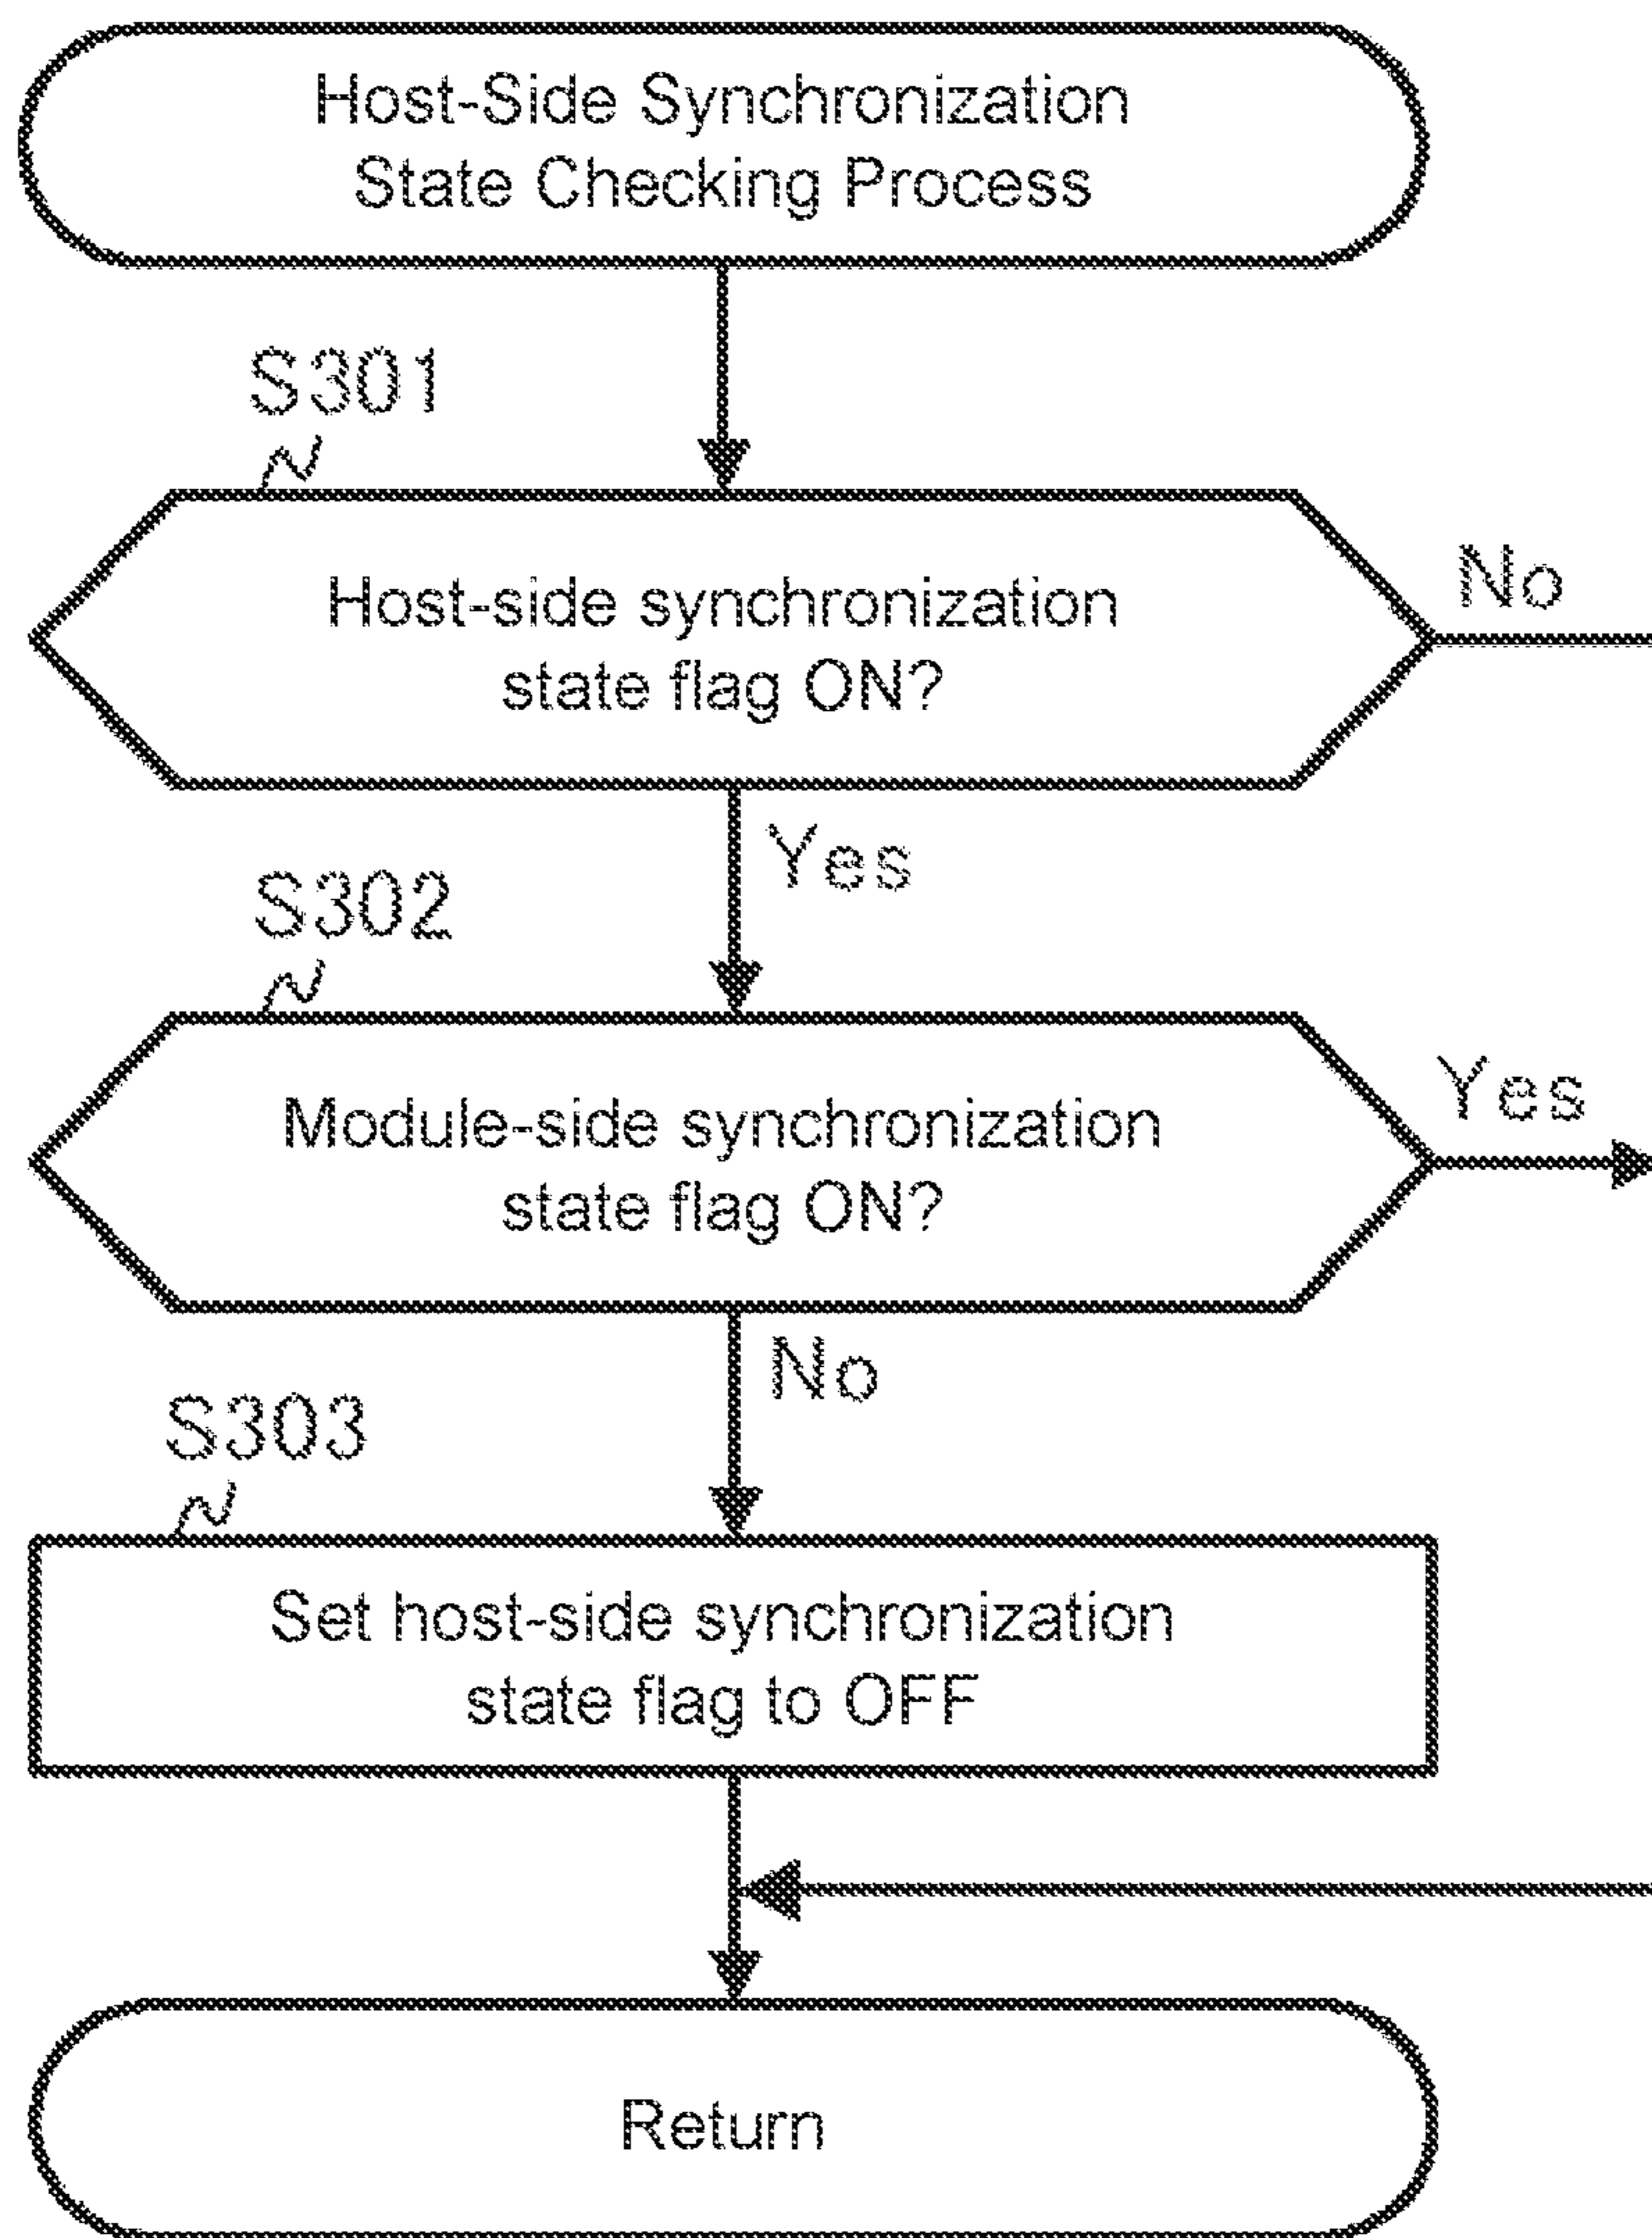 Host-Side Synchronization
State Checking Process
S301
Host-side synchronization
state flag ON?
No
Yes
S302
Module-side synchronization
state flag ON?
Yes
No
S303
Set host-side synchronization
state flag to OFF
Return